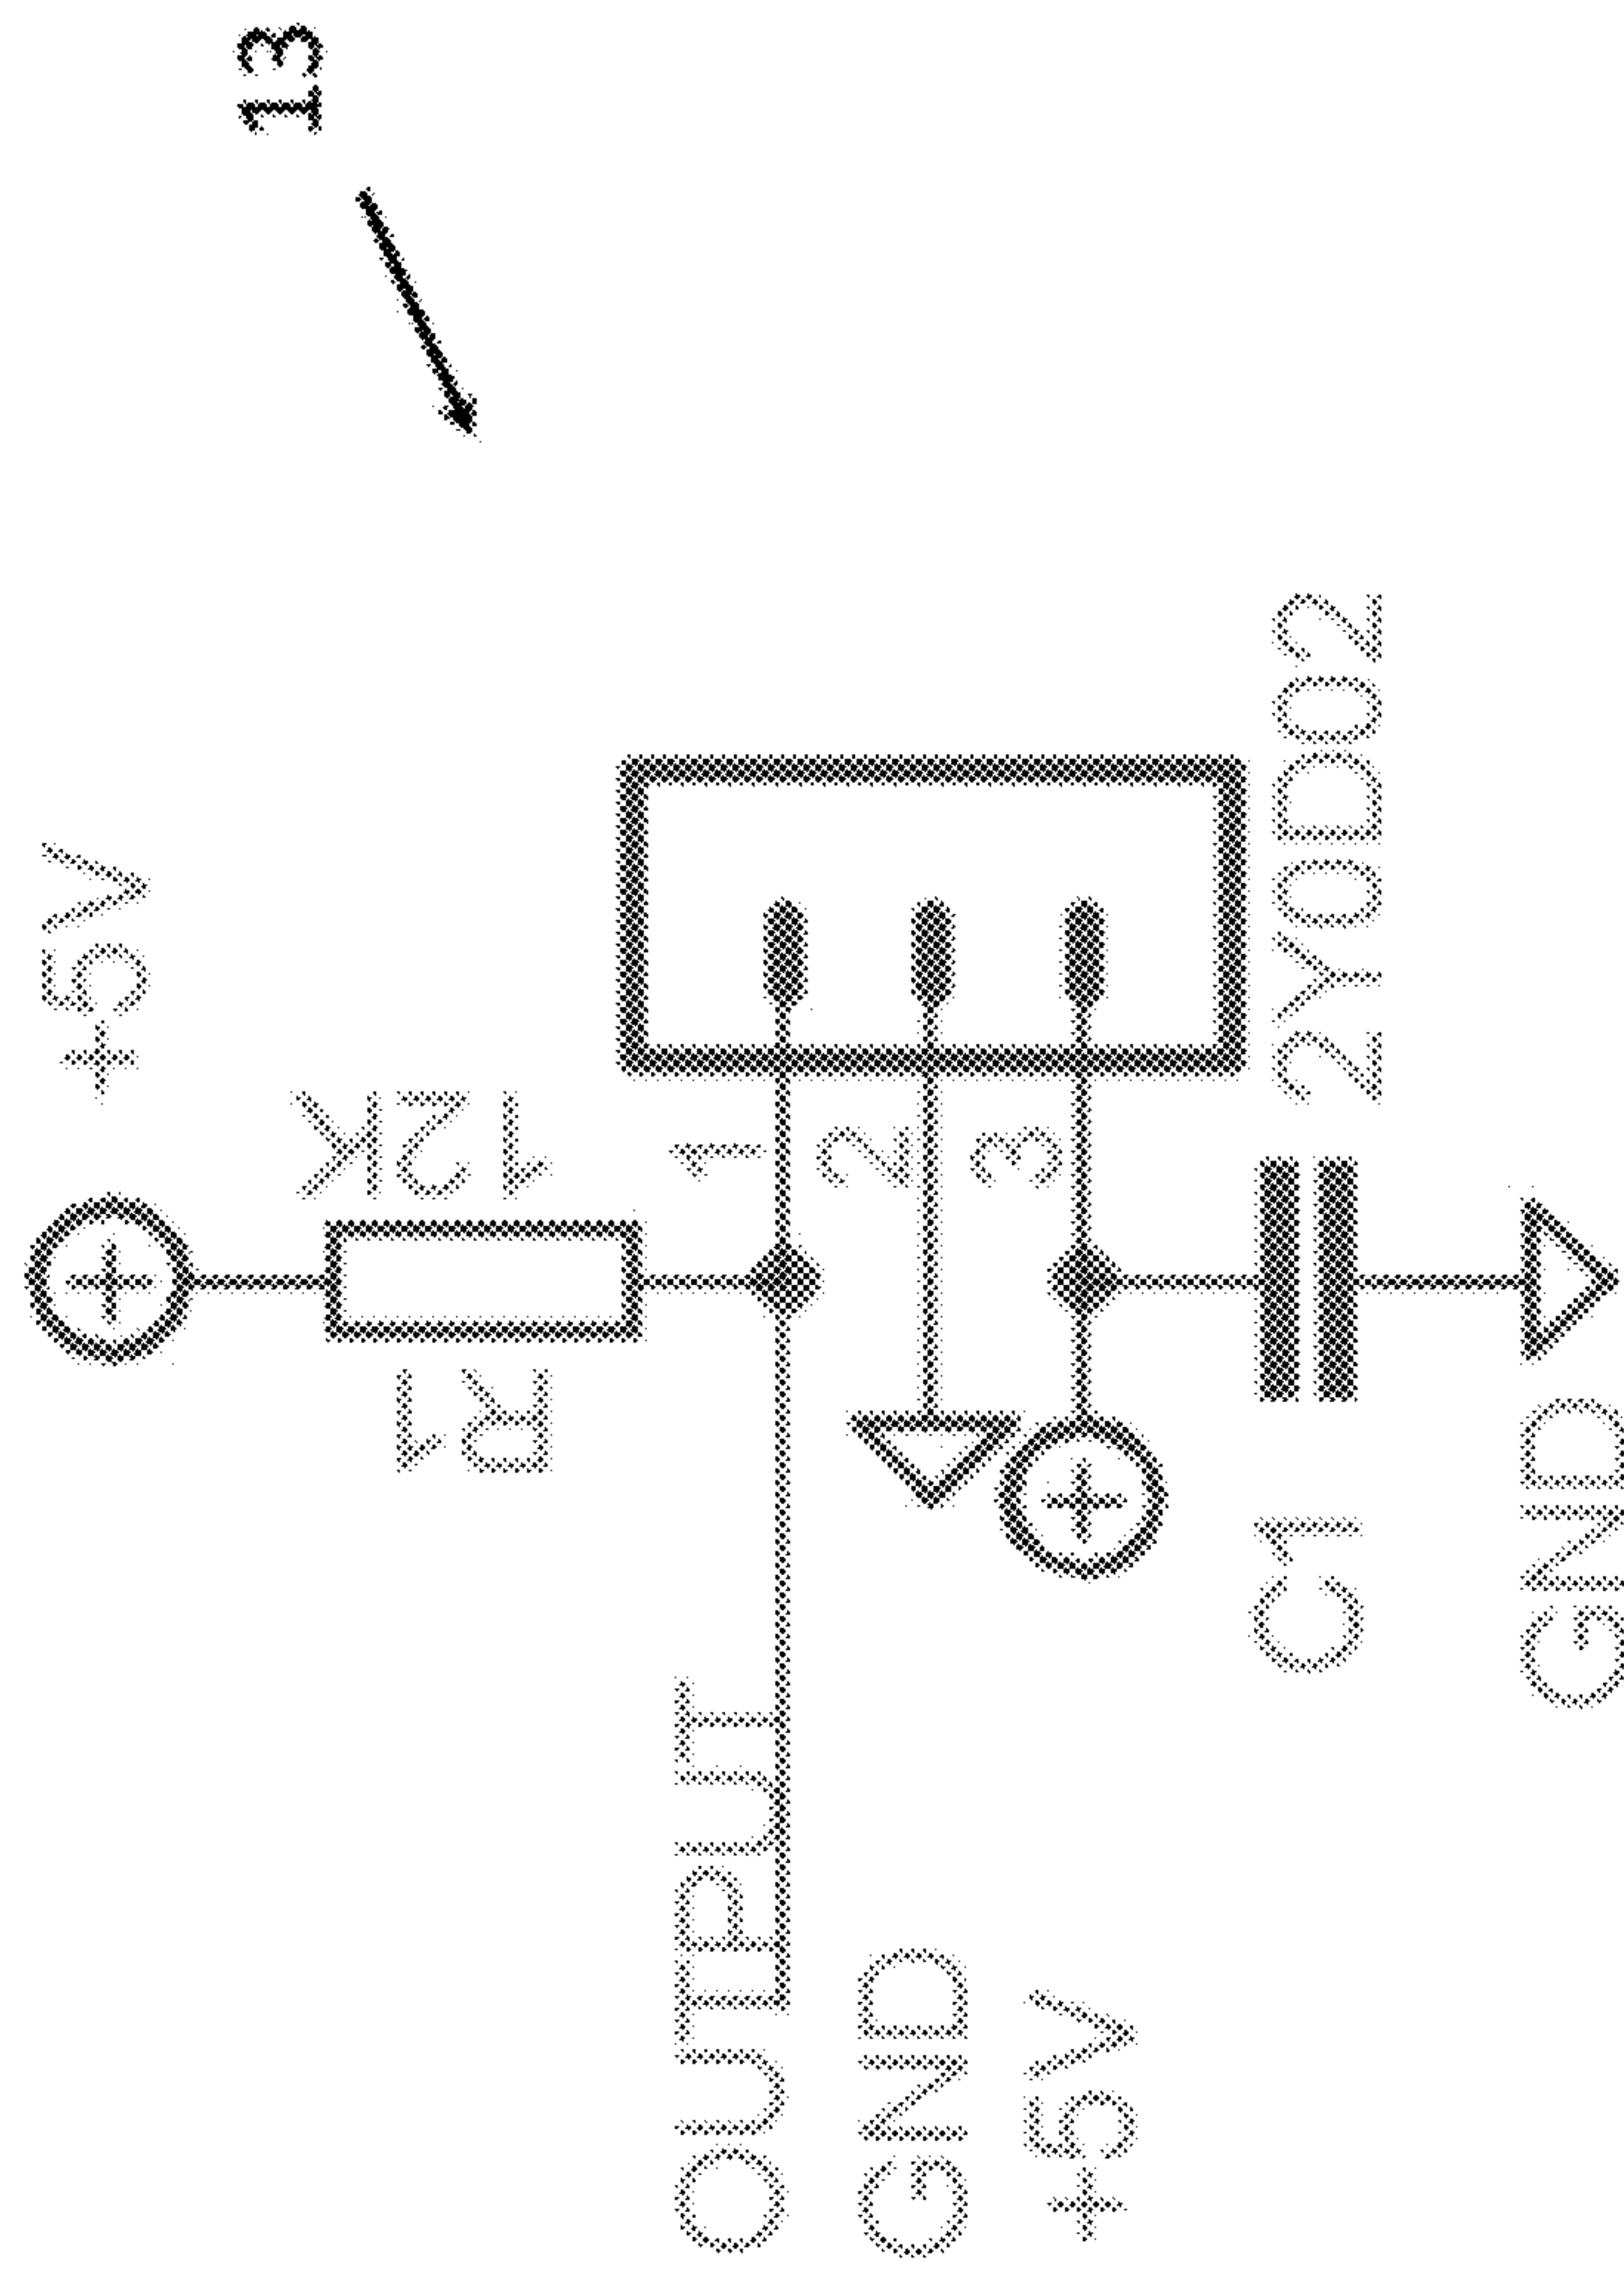 13
+5V
12K
R1
1
2
3
OUTPUT
GND
+5V
2Y0D02
C1
GND